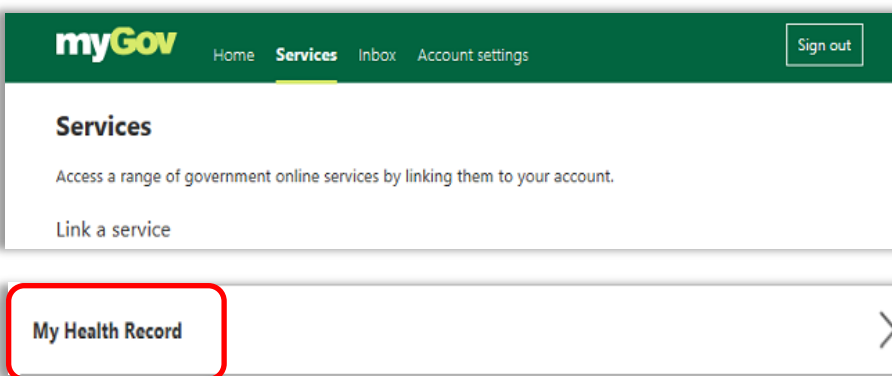 myGov Home Services Inbox Account settings Sign out
Services
Access a range of government online services by linking them to your account.
Link a service
My Health Record